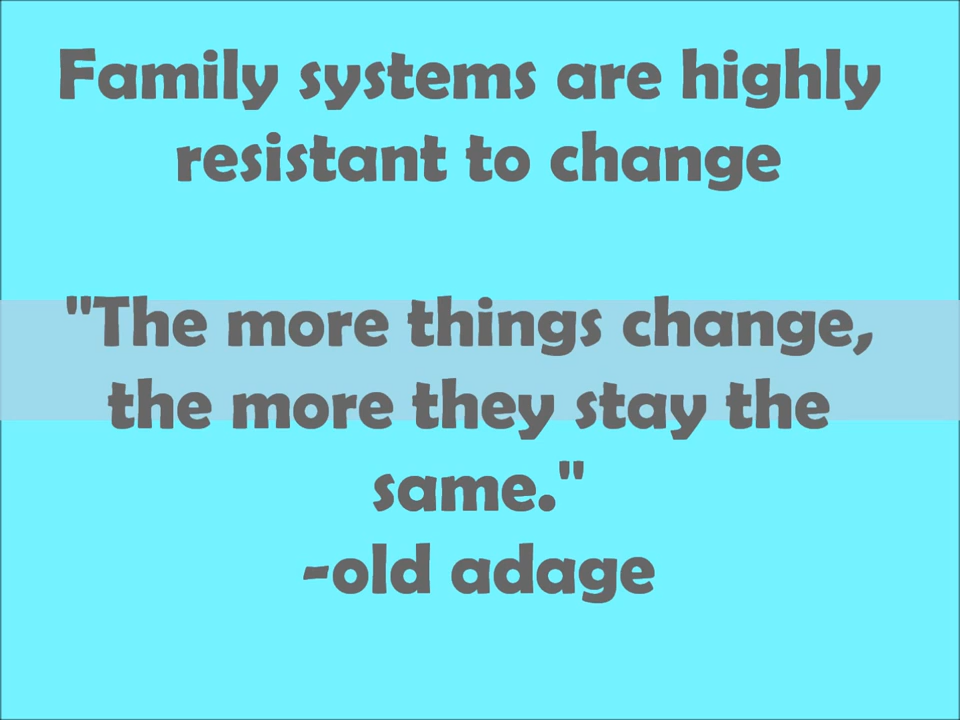 Family systems are highly
resistant to change
"The more things change,
the more they stay the
same."
-old adage